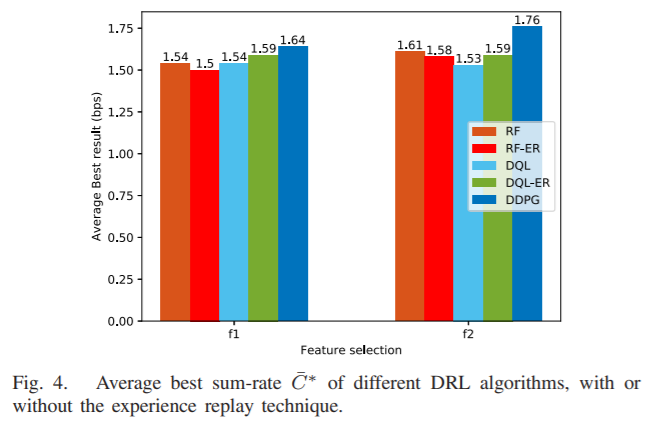 1.75
1.50
1.25
1.00
0.75
0.50
0.25
0.00
Average Best result (bps)
1.54
1.5
1.54
1.59
1.64
1.61
1.58
1.53
1.59
1.76
RF
RF-ER
DQL
DQL-ER
DDPG
f1
f2
Feature selection
Fig. 4. Average best sum-rate C̄* of different DRL algorithms, with or
without the experience replay technique.